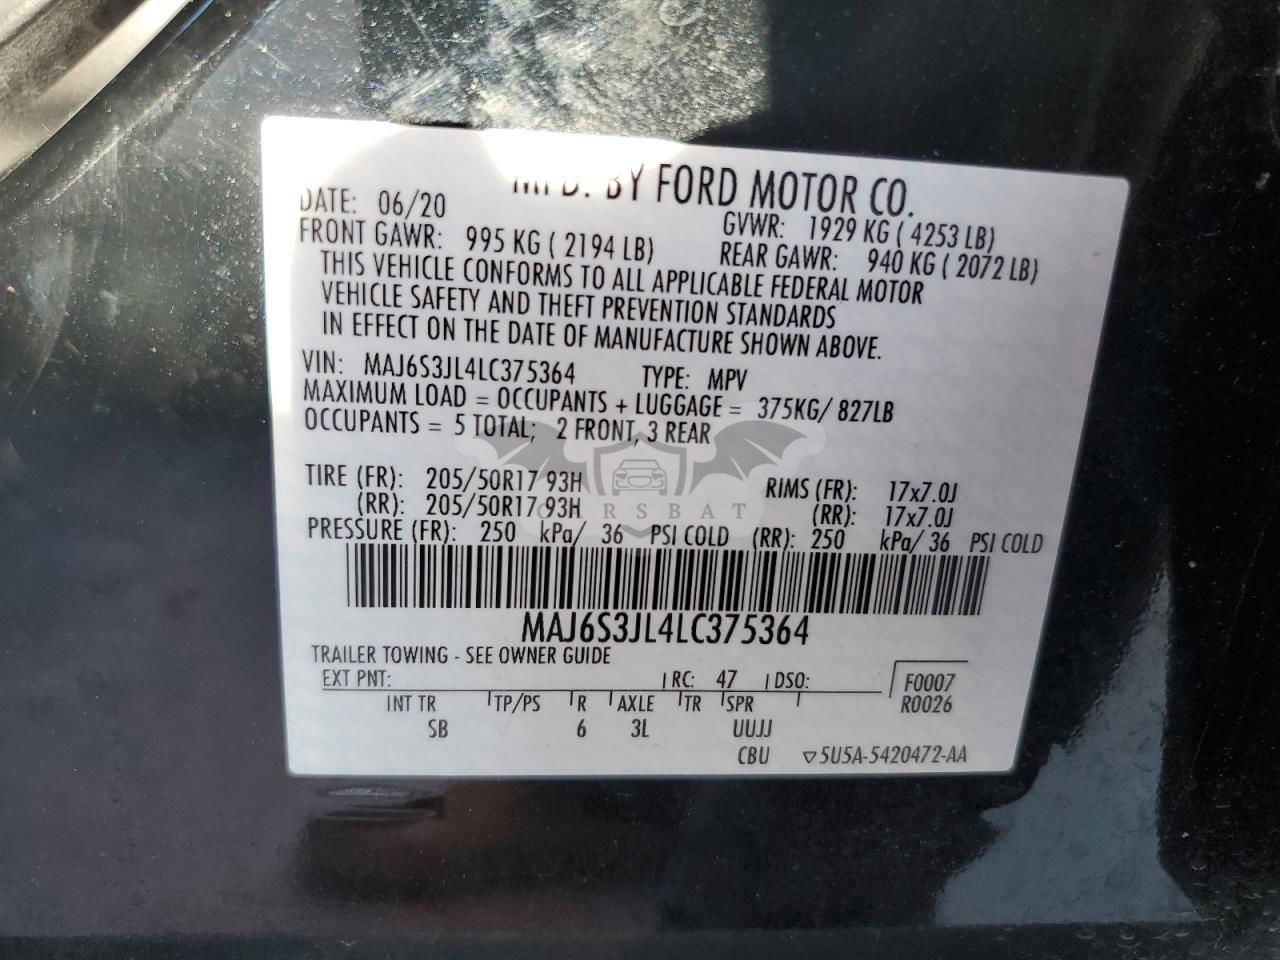 MFD. BY FORD MOTOR CO.
DATE: 06/20 GVWR: 1929 KG ( 4253 LB)
FRONT GAWR: 995 KG ( 2194 LB) REAR GAWR: 940 KG ( 2072 LB)
THIS VEHICLE CONFORMS TO ALL APPLICABLE FEDERAL MOTOR
VEHICLE SAFETY AND THEFT PREVENTION STANDARDS
IN EFFECT ON THE DATE OF MANUFACTURE SHOWN ABOVE.
VIN: MAJ6S3JL4LC375364 TYPE: MPV
MAXIMUM LOAD = OCCUPANTS + LUGGAGE = 375KG/ 827LB
OCCUPANTS = 5 TOTAL; 2 FRONT, 3 REAR
TIRE (FR): 205/50R17 93H RIMS (FR): 17x7.0J
(RR): 205/50R17 93H (RR): 17x7.0J
CARSBAT
PRESSURE (FR): 250 kPa/ 36 PSI COLD (RR): 250 kPa/ 36 PSI COLD
MAJ6S3JL4LC375364
TRAILER TOWING - SEE OWNER GUIDE
EXT PNT: RC: 47 DSO: F0007
INT TR TP/PS R AXLE TR SPR R0026
SB 6 3L UUJJ
CBU ▽5U5A-5420472-AA